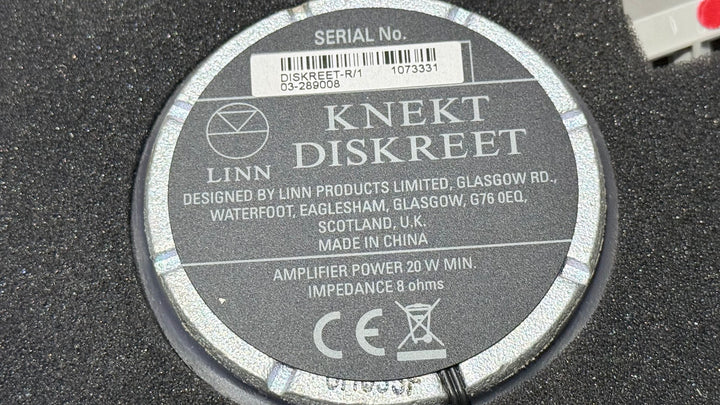 SERIAL No.
DISKREET-R/1 1073331
03-289008
LINN
KNEKT
DISKREET
DESIGNED BY LINN PRODUCTS LIMITED, GLASGOW RD.,
WATERFOOT, EAGLESHAM, GLASGOW, G76 0EQ,
SCOTLAND, U.K.
MADE IN CHINA
AMPLIFIER POWER 20 W MIN.
IMPEDANCE 8 ohms
CE